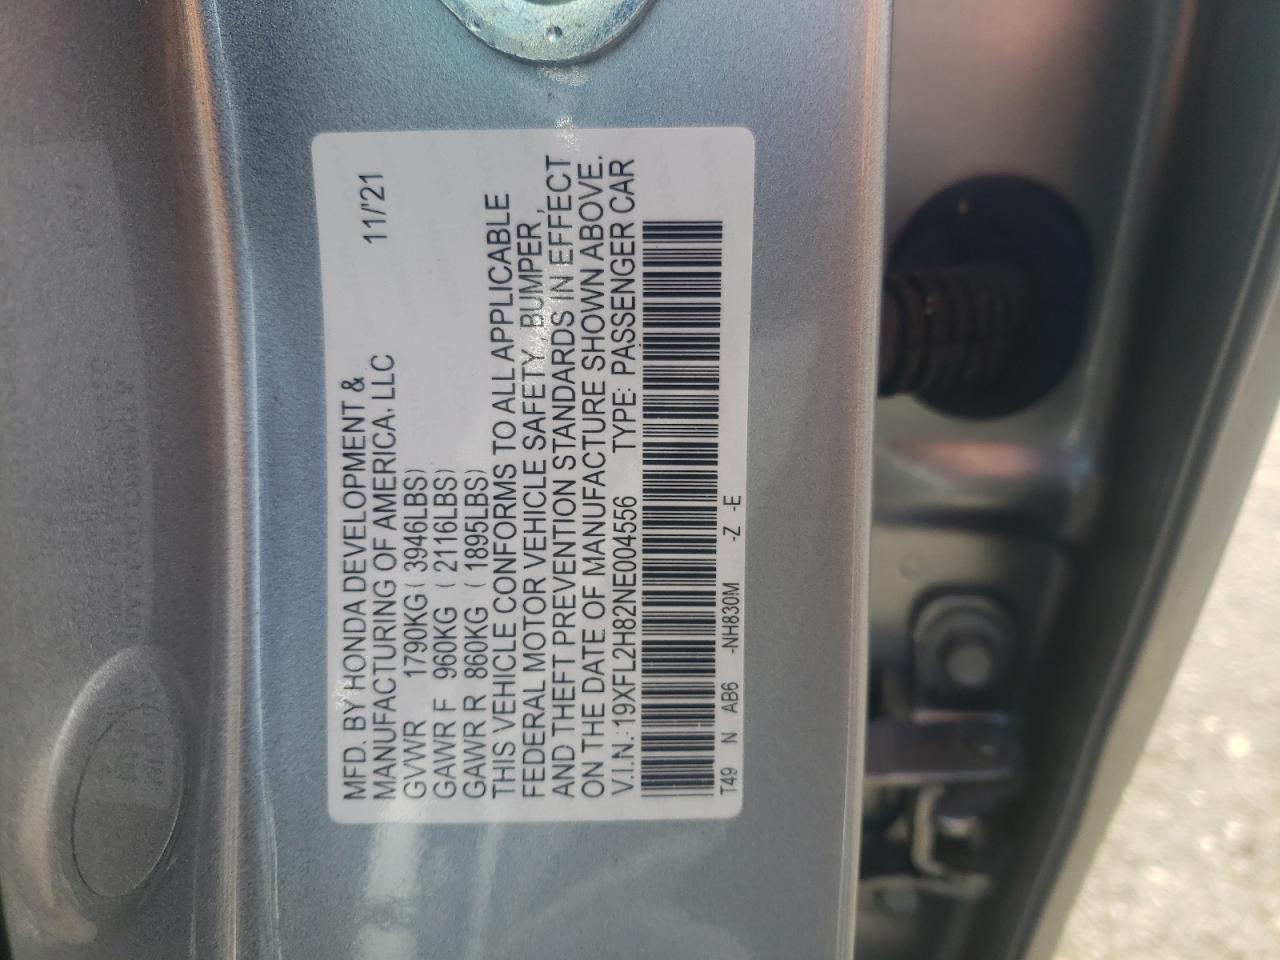 MFD. BY HONDA DEVELOPMENT &
MANUFACTURING OF AMERICA, LLC 11/'21
GVWR 1790KG ( 3946LBS)
GAWR F 960KG ( 2116LBS)
GAWR R 860KG ( 1895LBS)
THIS VEHICLE CONFORMS TO ALL APPLICABLE
FEDERAL MOTOR VEHICLE SAFETY, BUMPER,
AND THEFT PREVENTION STANDARDS IN EFFECT
ON THE DATE OF MANUFACTURE SHOWN ABOVE.
V.I.N.: 19XFL2H82NE004556 TYPE: PASSENGER CAR
T49 N AB6 -NH830M -Z -E